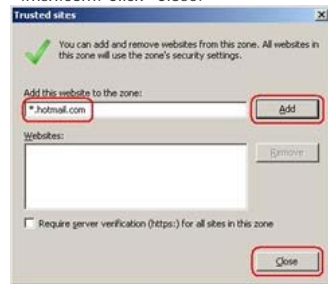 Trusted sites
You can add and remove websites from this zone. All websites in
this zone will use the zone's security settings.
Add this website to the zone:
*.hotmail.com
Add
Websites:
Remove
Require server verification (https:) for all sites in this zone
Close